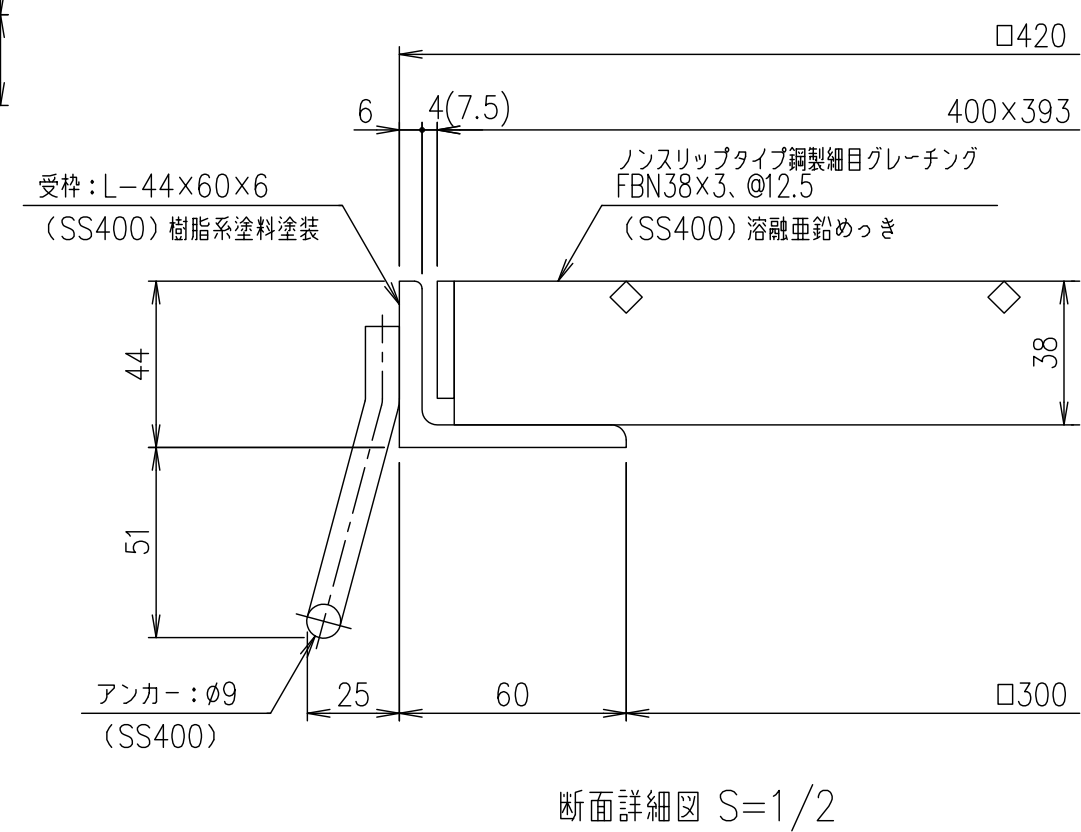 □420
6
4(7.5)
400×393
ノンスリップタイプ鋼製細目グレーチング
FBN38×3、@12.5
(SS400)溶融亜鉛めっき
受枠：L-44×60×6
(SS400)樹脂系塗料塗装
44
38
51
アンカー：φ9
(SS400)
25
60
□300
断面詳細図 S=1/2